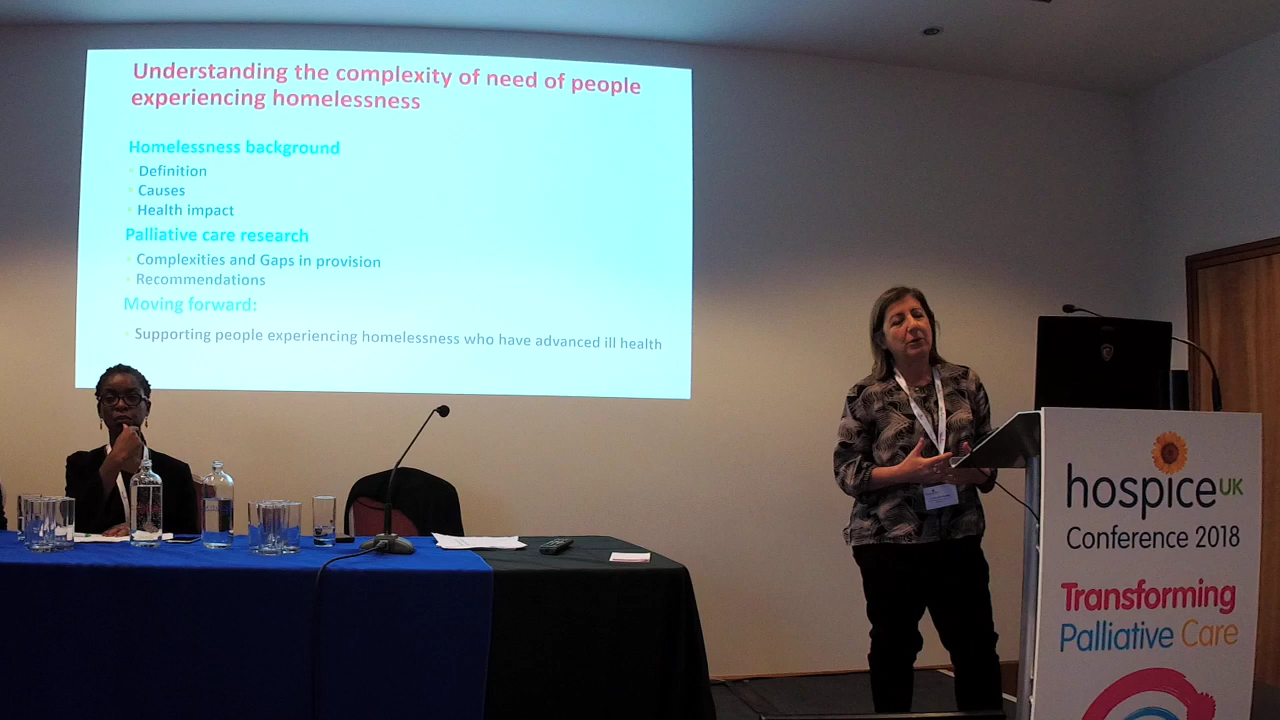 Understanding the complexity of need of people
experiencing homelessness
Homelessness background
• Definition
• Causes
• Health impact
Palliative care research
• Complexities and Gaps in provision
• Recommendations
Moving forward:
• Supporting people experiencing homelessness who have advanced ill health
hospice UK
Conference 2018
Transforming
Palliative Care